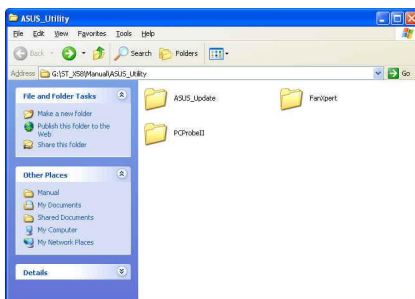 ASUS_Utility
File Edit View Favorites Tools Help
Back Search Folders
Address G:\ST_X58\Manual\ASUS_Utility Go
File and Folder Tasks
Make a new folder
Publish this folder to the
Web
Share this folder
Other Places
Manual
My Documents
Shared Documents
My Computer
My Network Places
Details
ASUS_Update
FanXpert
PCProbeII